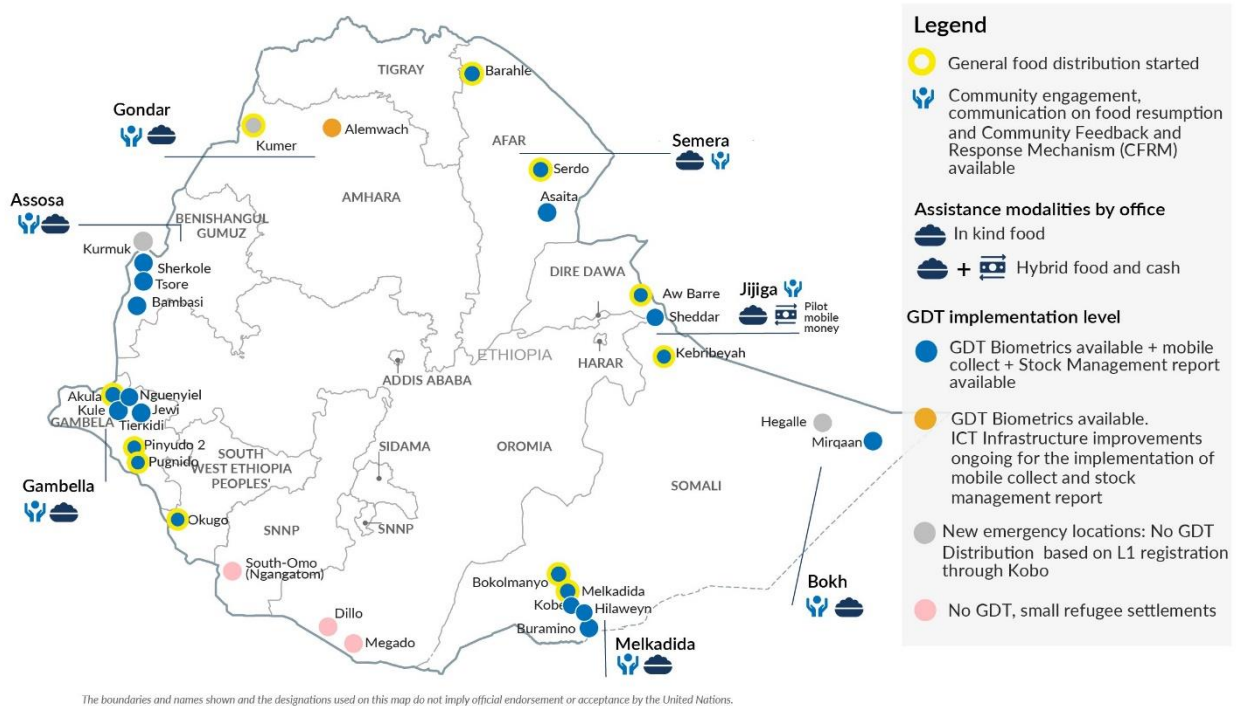 TIGRAY
Barahle
Gondar
Kumer
Alemwach
AFAR
Semera
Serdo
Asaita
AMHARA
Assosa
BENISHANGUL
GUMUZ
Kurmuk
Sherkole
Tsore
Bambasi
DIRE DAWA
Aw Barre
Sheddar
Jijiga
Pilot
mobile
money
ETHIOPIA
HARAR
Kebribeyah
ADDIS ABABA
Akula
Nguenyiel
Kule
Jewi
GAMBELA
Tierkidi
Pinyudo 2
Pugnido
SOUTH
WEST ETHIOPIA
PEOPLES'
SIDAMA
OROMIA
Hegalle
Mirqaan
SOMALI
Gambella
Okugo
SNNP
SNNP
South-Omo
(Ngangatom)
Dillo
Megado
Bokolmanyo
Melkadida
Kobe
Hilaweyn
Buramino
Melkadida
Bokh
Legend
General food distribution started
Community engagement,
communication on food resumption
and Community Feedback and
Response Mechanism (CFRM)
available
Assistance modalities by office
In kind food
+ Hybrid food and cash
GDT implementation level
GDT Biometrics available + mobile
collect + Stock Management report
available
GDT Biometrics available.
ICT Infrastructure improvements
ongoing for the implementation of
mobile collect and stock
management report
New emergency locations: No GDT
Distribution based on L1 registration
through Kobo
No GDT, small refugee settlements
The boundaries and names shown and the designations used on this map do not imply official endorsement or acceptance by the United Nations.